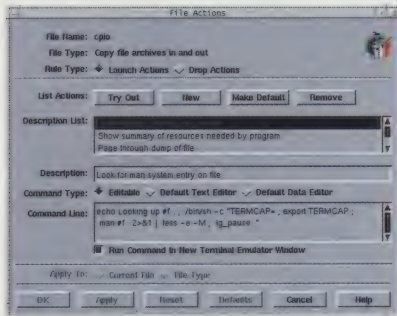 File Actions
File Name: cpio
File Type: Copy file archives in and out
Rule Type: Launch Actions Drop Actions
List Actions: Try Out New Make Default Remove
Description List:
Show summary of resources needed by program
Page through dump of file
Description: Look for man system entry on file
Command Type: Editable Default Text Editor Default Data Editor
Command Line: echo Looking up #f ; /bin/sh -c "TERMCAP= ; export TERMCAP ;
man #f 2>&1 | less -e -M ; ig_pause "
Run Command In New Terminal Emulator Window
Apply To: Current File File Type
OK Apply Reset Defaults Cancel Help